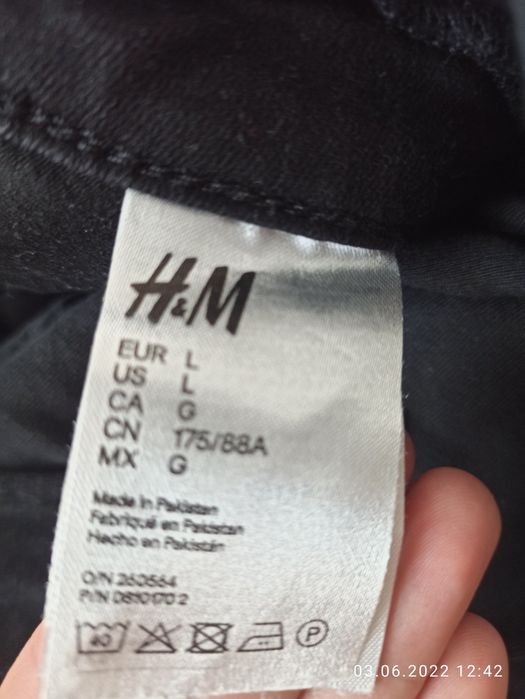 H&M
EUR L
US L
CA G
CN 175/88A
MX G
Made in Pakistan
Fabriqué en Pakistan
Hecho en Pakistán
O/N 260564
P/N 0810170 2
40
P
03.06.2022 12:42